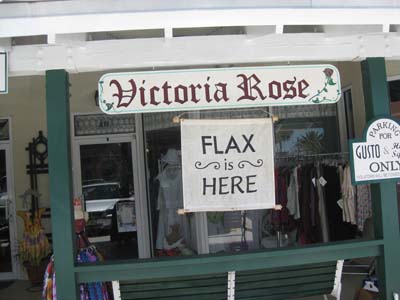 Victoria Rose
FLAX
is
HERE
PARKING
FOR
GUSTO &
ONLY